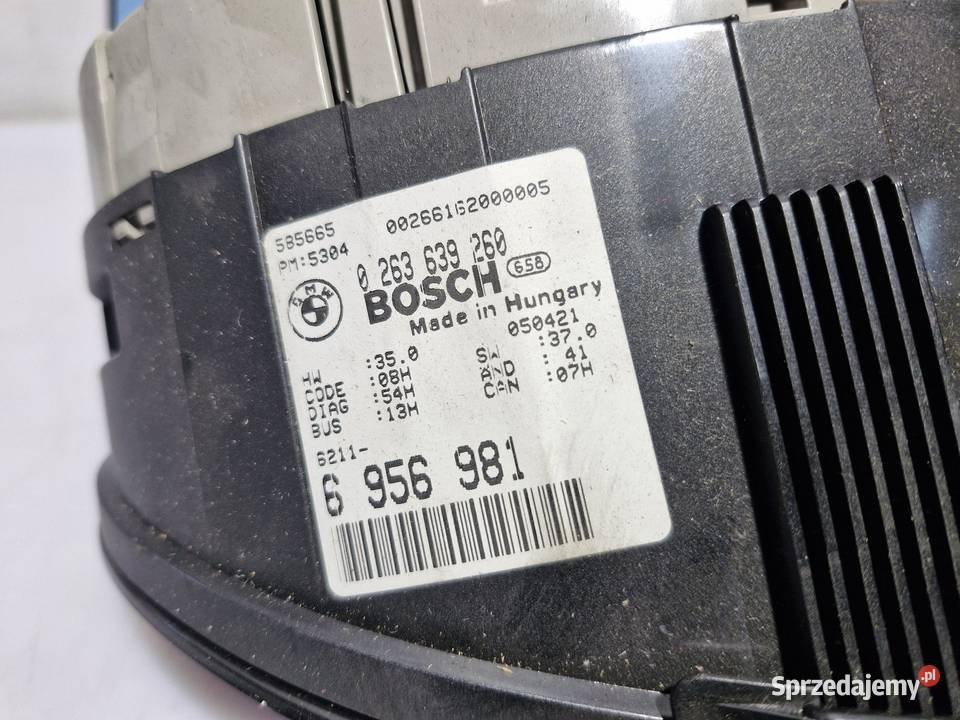 585665 00266162000005
PM:5304 0 263 639 260
BMW BOSCH 658
Made in Hungary
050421
HW :35.0 SW :37.0
CODE :08H AND : 41
DIAG :54H CAN :07H
BUS :13H
6211-
6 956 981
Sprzedajemy.pl